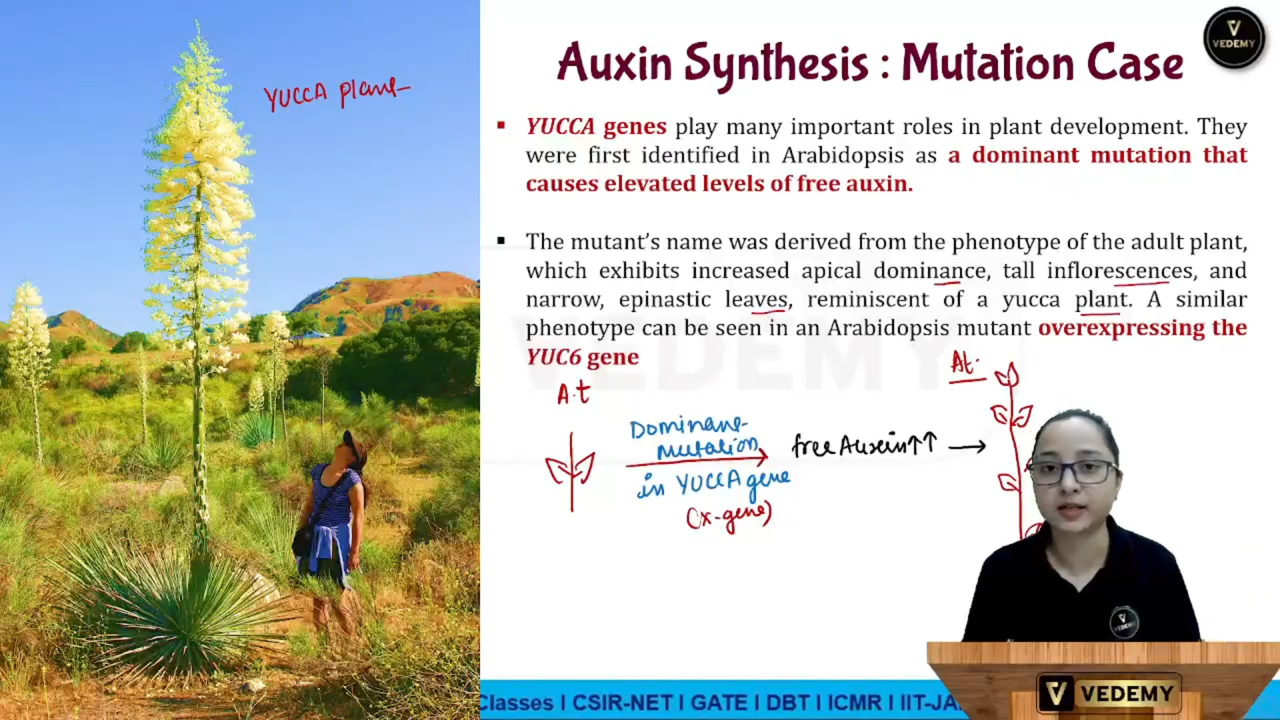 YUCCA plant
VEDEMY
Auxin Synthesis : Mutation Case
▪ YUCCA genes play many important roles in plant development. They
were first identified in Arabidopsis as a dominant mutation that
causes elevated levels of free auxin.
▪ The mutant's name was derived from the phenotype of the adult plant,
which exhibits increased apical dominance, tall inflorescences, and
narrow, epinastic leaves, reminiscent of a yucca plant. A similar
phenotype can be seen in an Arabidopsis mutant overexpressing the
YUC6 gene
VEDEMY
A.t
At.
Dominant
Mutation
in YUCCA gene
(x-gene)
free Auxein↑↑
VEDEMY
Classes I CSIR-NET I GATE I DBT I ICMR I IIT-JA